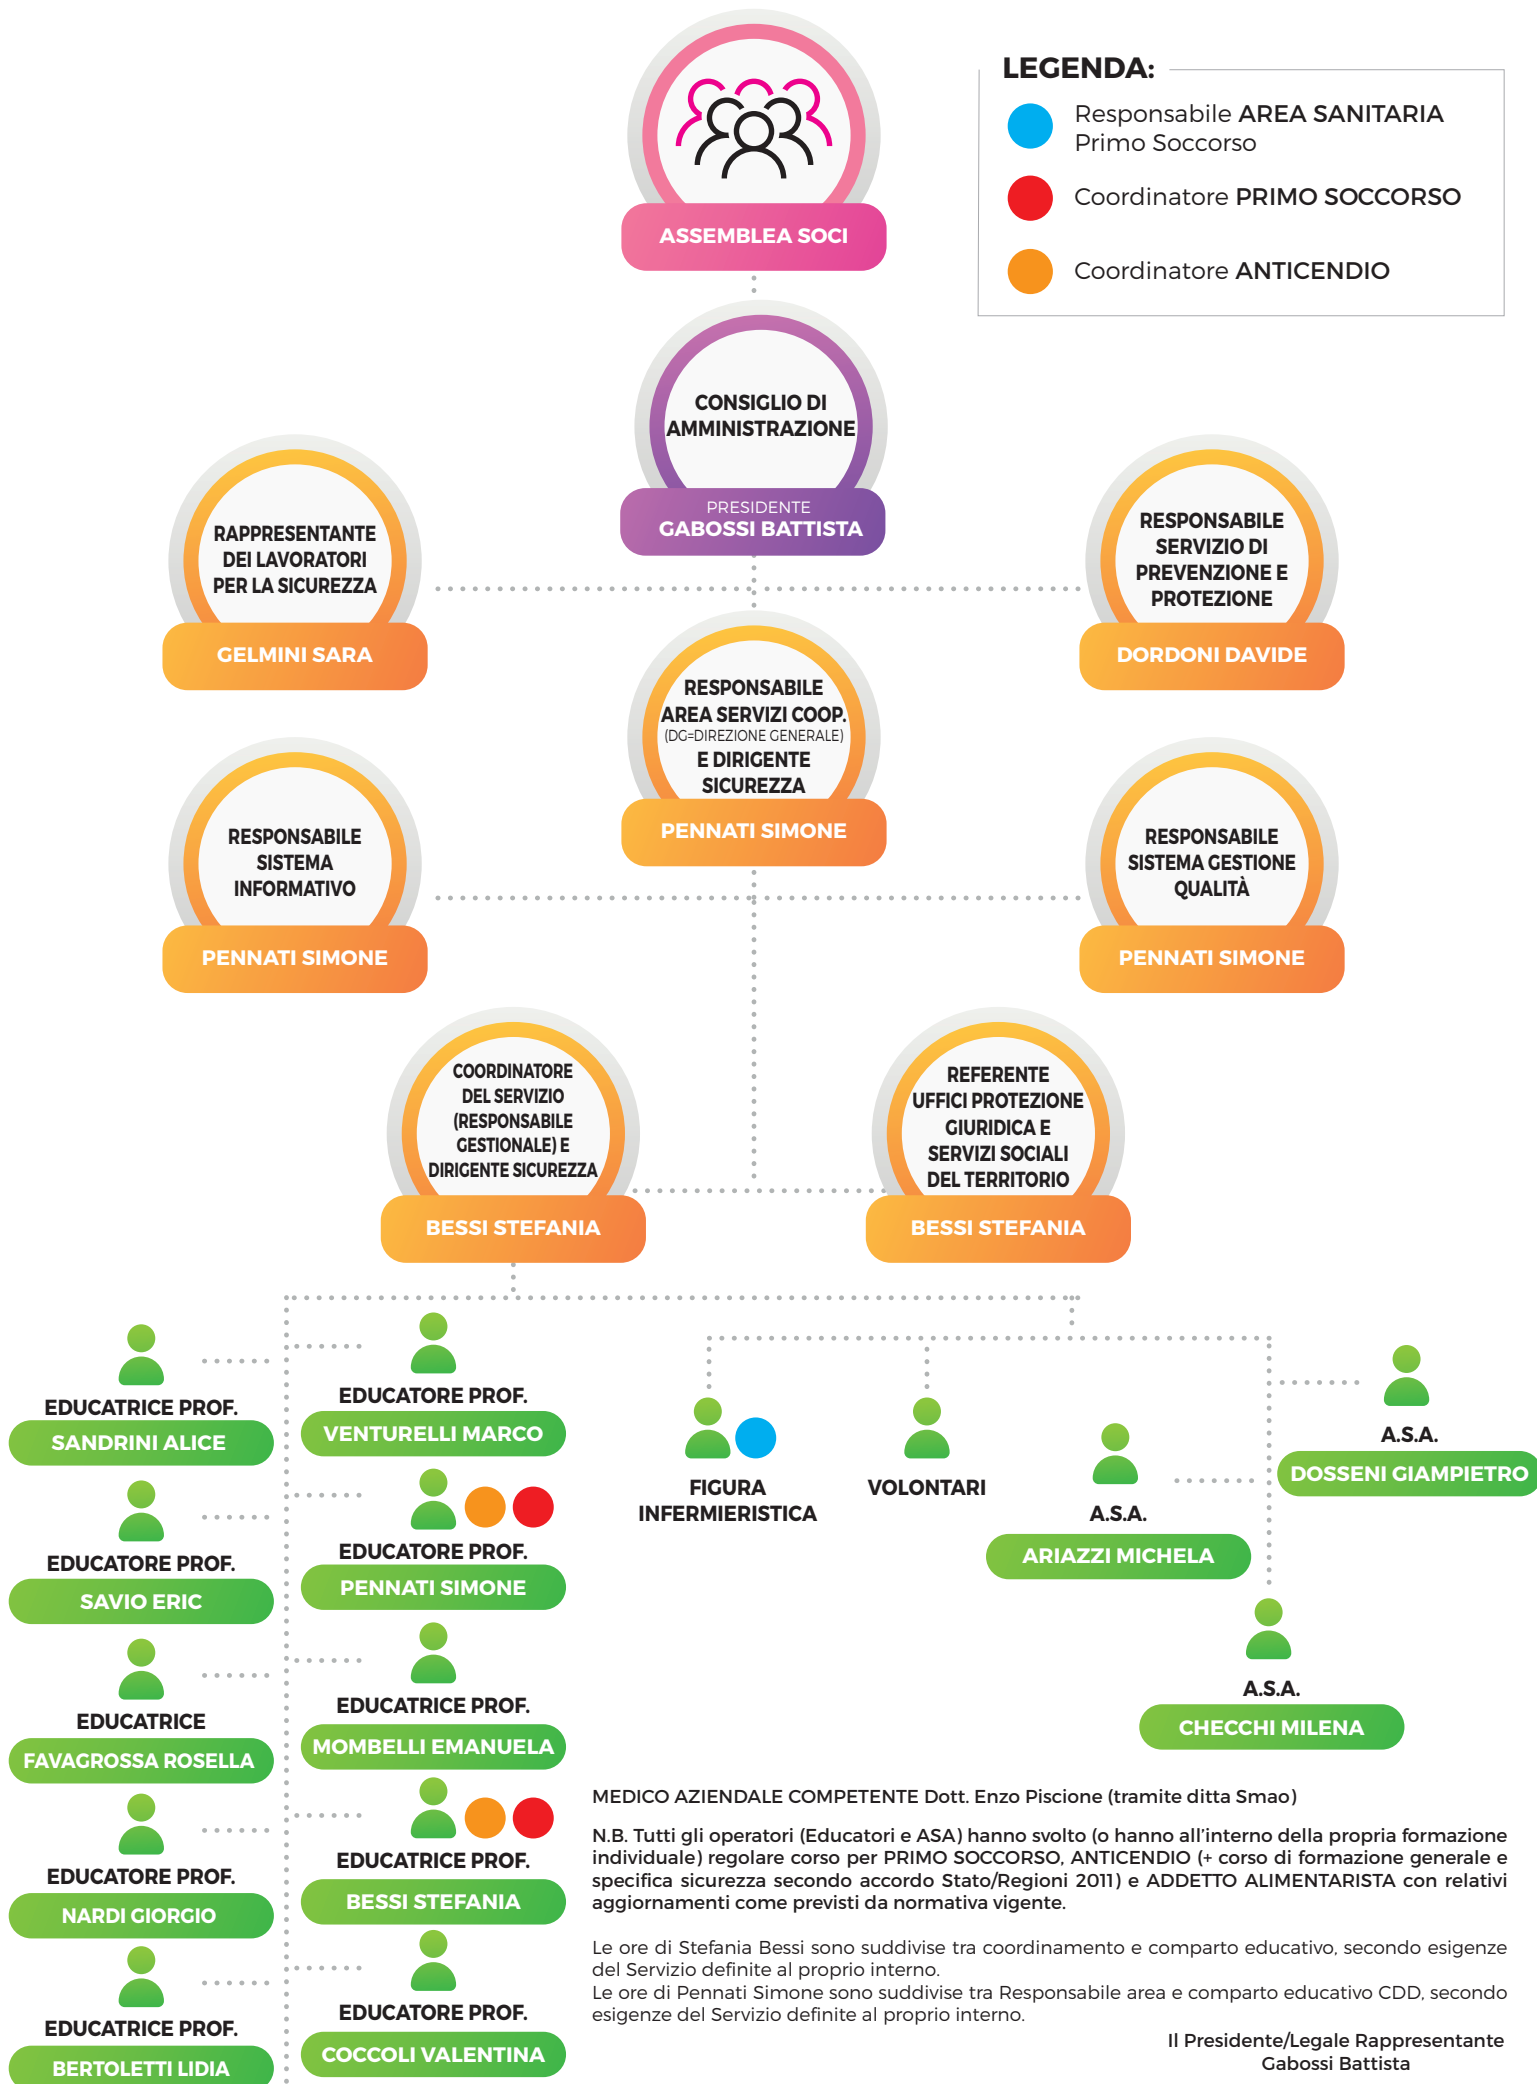 LEGENDA:
Responsabile AREA SANITARIA
Primo Soccorso
Coordinatore PRIMO SOCCORSO
Coordinatore ANTICENDIO
ASSEMBLEA SOCI
CONSIGLIO DI
AMMINISTRAZIONE
PRESIDENTE
GABOSSI BATTISTA
RAPPRESENTANTE
DEI LAVORATORI
PER LA SICUREZZA
GELMINI SARA
RESPONSABILE
SERVIZIO DI
PREVENZIONE E
PROTEZIONE
DORDONI DAVIDE
RESPONSABILE
AREA SERVIZI COOP.
(DG=DIREZIONE GENERALE)
E DIRIGENTE
SICUREZZA
PENNATI SIMONE
RESPONSABILE
SISTEMA
INFORMATIVO
PENNATI SIMONE
RESPONSABILE
SISTEMA GESTIONE
QUALITÀ
PENNATI SIMONE
COORDINATORE
DEL SERVIZIO
(RESPONSABILE
GESTIONALE) E
DIRIGENTE SICUREZZA
BESSI STEFANIA
REFERENTE
UFFICI PROTEZIONE
GIURIDICA E
SERVIZI SOCIALI
DEL TERRITORIO
BESSI STEFANIA
EDUCATRICE PROF.
SANDRINI ALICE
EDUCATORE PROF.
VENTURELLI MARCO
EDUCATORE PROF.
SAVIO ERIC
EDUCATORE PROF.
PENNATI SIMONE
EDUCATRICE
FAVAGROSSA ROSELLA
EDUCATRICE PROF.
MOMBELLI EMANUELA
EDUCATORE PROF.
NARDI GIORGIO
EDUCATRICE PROF.
BESSI STEFANIA
EDUCATRICE PROF.
BERTOLETTI LIDIA
EDUCATORE PROF.
COCCOLI VALENTINA
FIGURA
INFERMIERISTICA
VOLONTARI
A.S.A.
ARIAZZI MICHELA
A.S.A.
DOSSENI GIAMPIETRO
A.S.A.
CHECCHI MILENA
MEDICO AZIENDALE COMPETENTE Dott. Enzo Piscione (tramite ditta Smao)
N.B. Tutti gli operatori (Educatori e ASA) hanno svolto (o hanno all'interno della propria formazione
individuale) regolare corso per PRIMO SOCCORSO, ANTICENDIO (+ corso di formazione generale e
specifica sicurezza secondo accordo Stato/Regioni 2011) e ADDETTO ALIMENTARISTA con relativi
aggiornamenti come previsti da normativa vigente.
Le ore di Stefania Bessi sono suddivise tra coordinamento e comparto educativo, secondo esigenze
del Servizio definite al proprio interno.
Le ore di Pennati Simone sono suddivise tra Responsabile area e comparto educativo CDD, secondo
esigenze del Servizio definite al proprio interno.
Il Presidente/Legale Rappresentante
Gabossi Battista